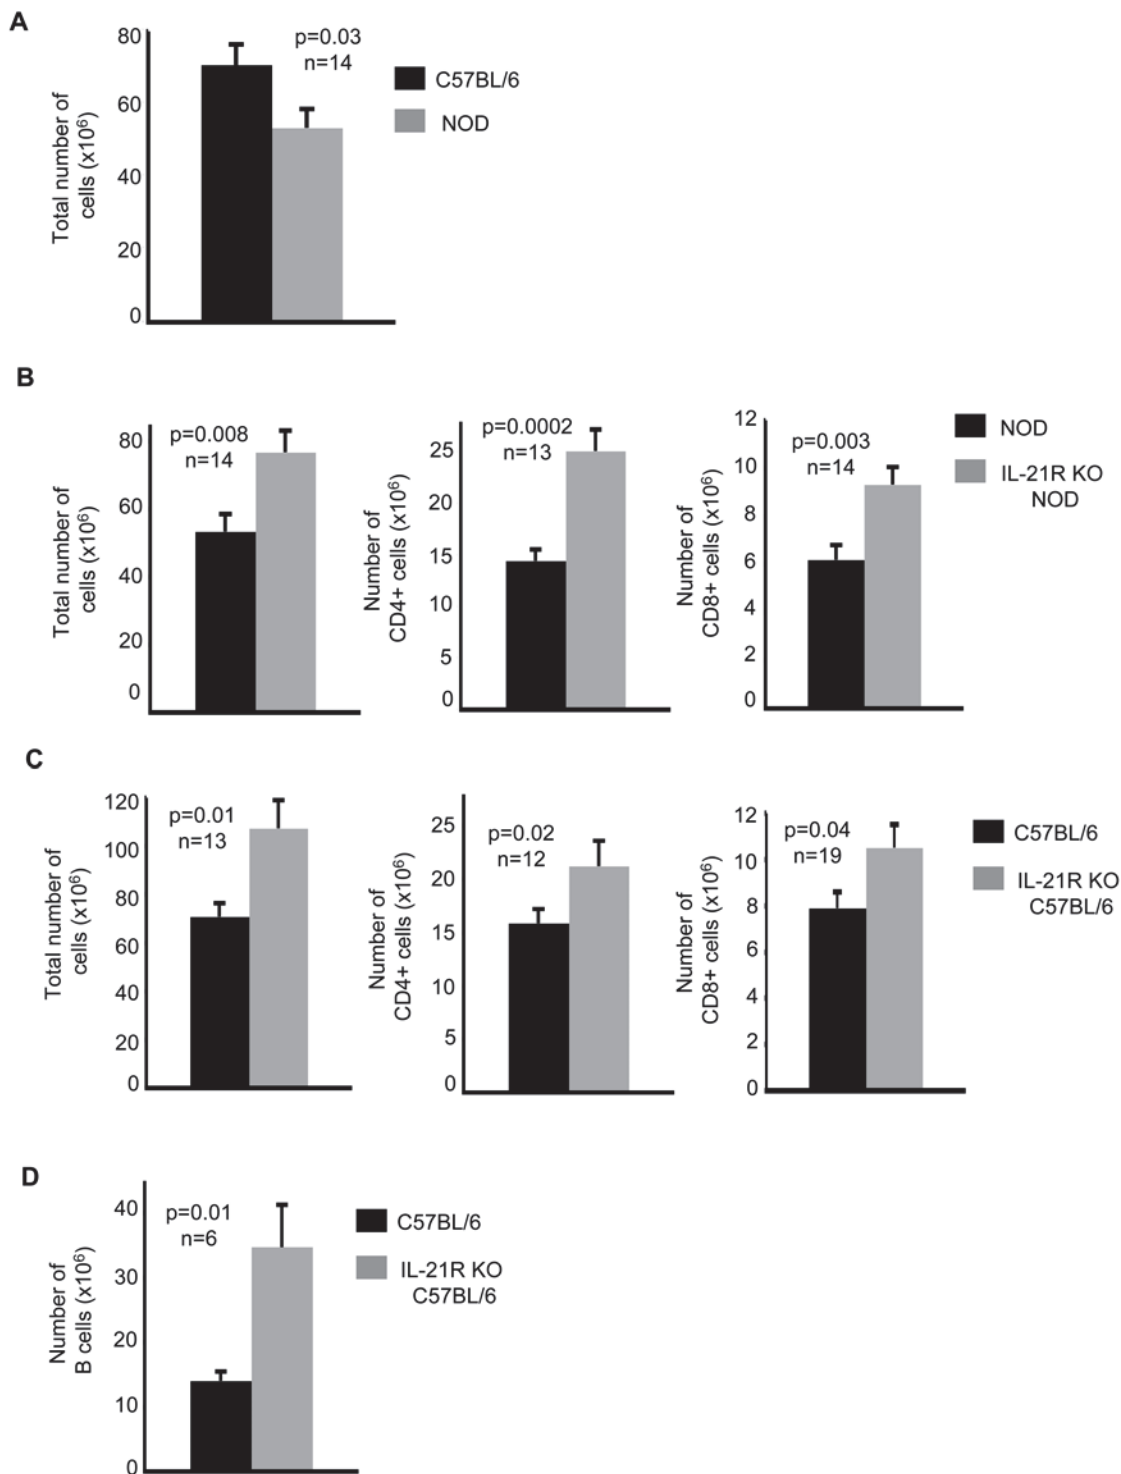 A
80
60
40
20
0
Total number of
cells (x10⁶)
p=0.03
n=14
C57BL/6
NOD
B
80
60
40
20
0
Total number of
cells (x10⁶)
p=0.008
n=14
25
20
15
10
5
0
Number of
CD4+ cells (x10⁶)
p=0.0002
n=13
12
10
8
6
4
2
0
Number of
CD8+ cells (x10⁶)
p=0.003
n=14
NOD
IL-21R KO
NOD
C
120
100
80
60
40
20
0
Total number of
cells (x10⁶)
p=0.01
n=13
25
20
15
10
5
0
Number of
CD4+ cells (x10⁶)
p=0.02
n=12
12
10
8
6
4
2
0
Number of
CD8+ cells (x10⁶)
p=0.04
n=19
C57BL/6
IL-21R KO
C57BL/6
D
40
30
20
10
0
Number of
B cells (x10⁶)
p=0.01
n=6
C57BL/6
IL-21R KO
C57BL/6